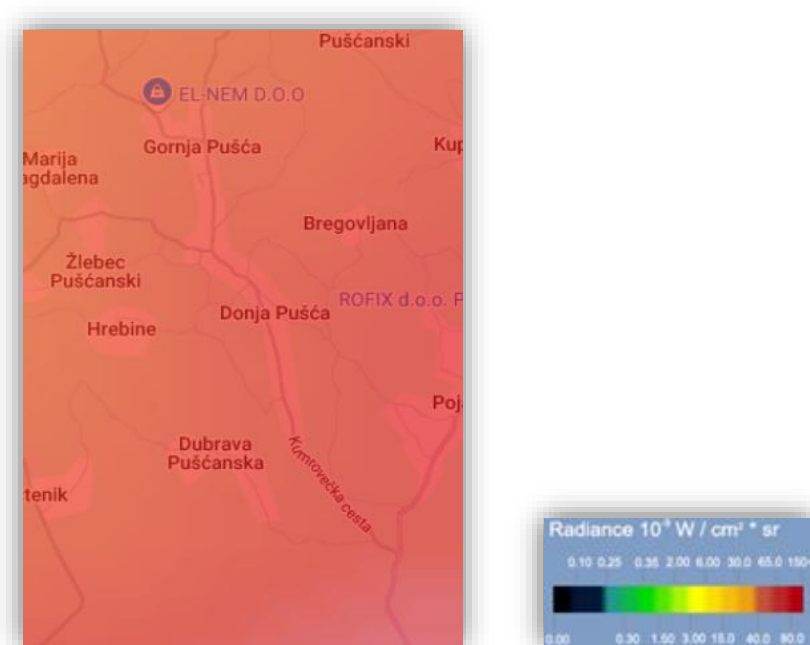 Pušćanski
EL-NEM D.O.O
Gornja Pušća
Kup
Marija
agdalena
Bregovljana
Žlebec
Pušćanski
ROFIX d.o.o. P
Donja Pušća
Hrebine
Poj
Dubrava
Pušćanska
Kumrovečka cesta
tenik
Radiance 10⁻⁹ W / cm² * sr
0.10 0.25 0.35 2.00 6.00 30.0 65.0 150+
0.00 0.30 1.50 3.00 15.0 40.0 90.0